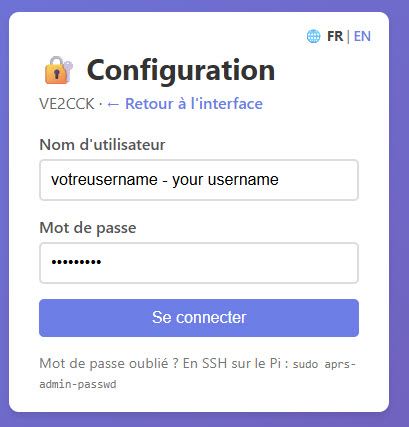 FR | EN
Configuration
VE2CCK · ← Retour à l'interface
Nom d'utilisateur
votreusername - your username
Mot de passe
•••••••••
Se connecter
Mot de passe oublié ? En SSH sur le Pi : sudo aprs-
admin-passwd